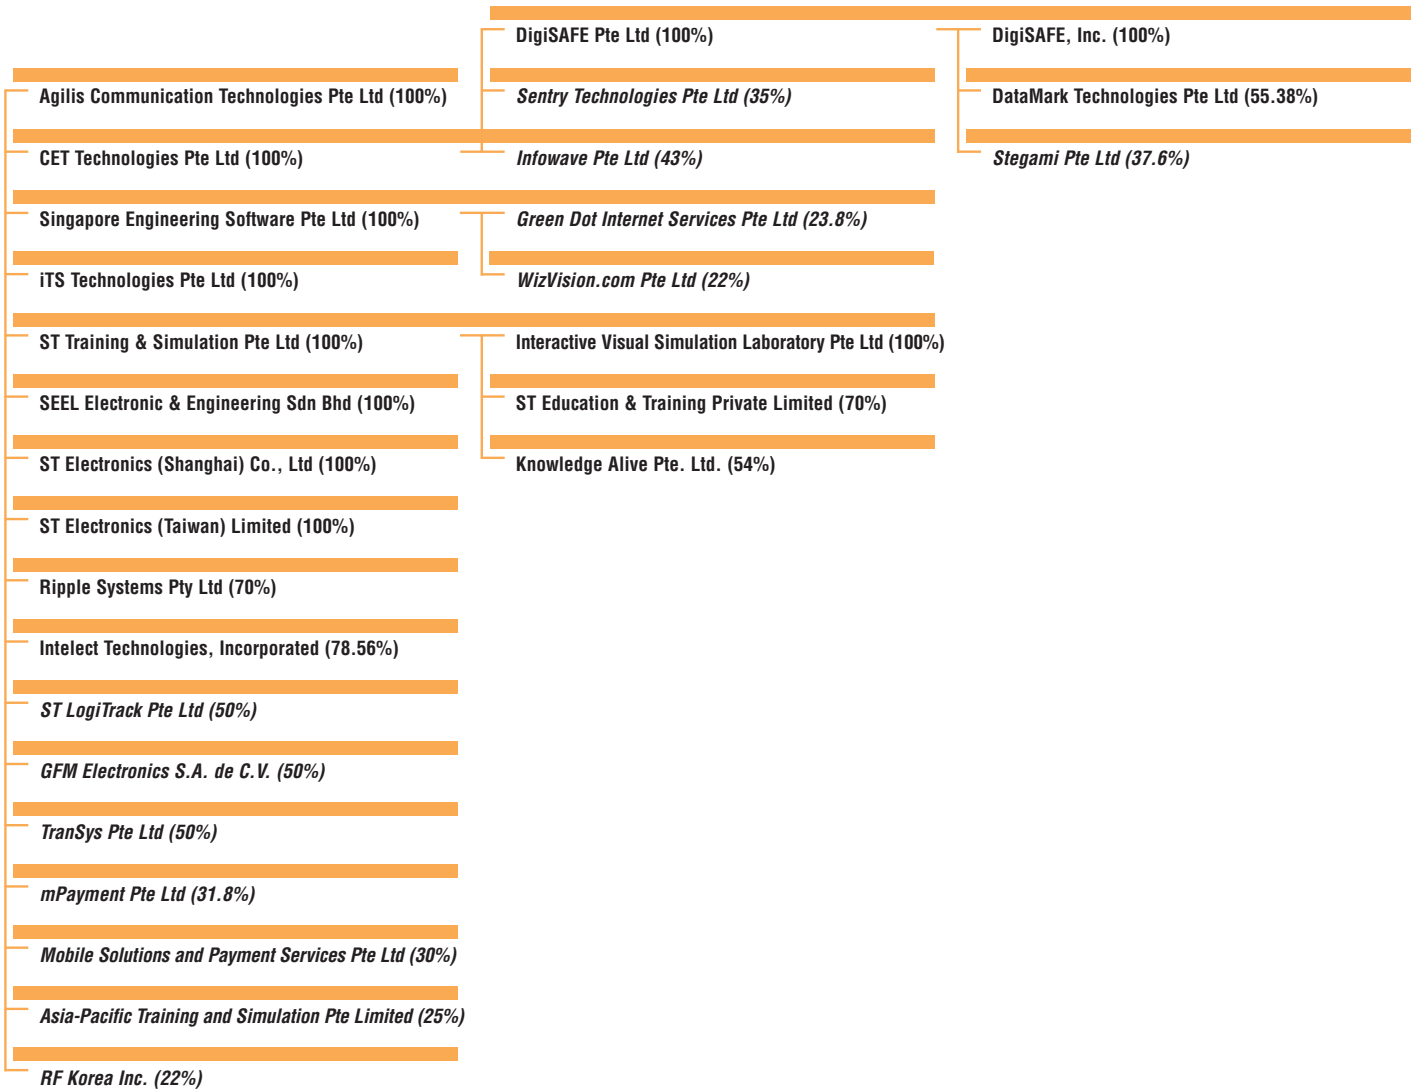 DigiSAFE Pte Ltd (100%)
DigiSAFE, Inc. (100%)
Agilis Communication Technologies Pte Ltd (100%)
Sentry Technologies Pte Ltd (35%)
DataMark Technologies Pte Ltd (55.38%)
CET Technologies Pte Ltd (100%)
Infowave Pte Ltd (43%)
Stegami Pte Ltd (37.6%)
Singapore Engineering Software Pte Ltd (100%)
Green Dot Internet Services Pte Ltd (23.8%)
iTS Technologies Pte Ltd (100%)
WizVision.com Pte Ltd (22%)
ST Training & Simulation Pte Ltd (100%)
Interactive Visual Simulation Laboratory Pte Ltd (100%)
SEEL Electronic & Engineering Sdn Bhd (100%)
ST Education & Training Private Limited (70%)
ST Electronics (Shanghai) Co., Ltd (100%)
Knowledge Alive Pte. Ltd. (54%)
ST Electronics (Taiwan) Limited (100%)
Ripple Systems Pty Ltd (70%)
Intelect Technologies, Incorporated (78.56%)
ST LogiTrack Pte Ltd (50%)
GFM Electronics S.A. de C.V. (50%)
TranSys Pte Ltd (50%)
mPayment Pte Ltd (31.8%)
Mobile Solutions and Payment Services Pte Ltd (30%)
Asia-Pacific Training and Simulation Pte Limited (25%)
RF Korea Inc. (22%)